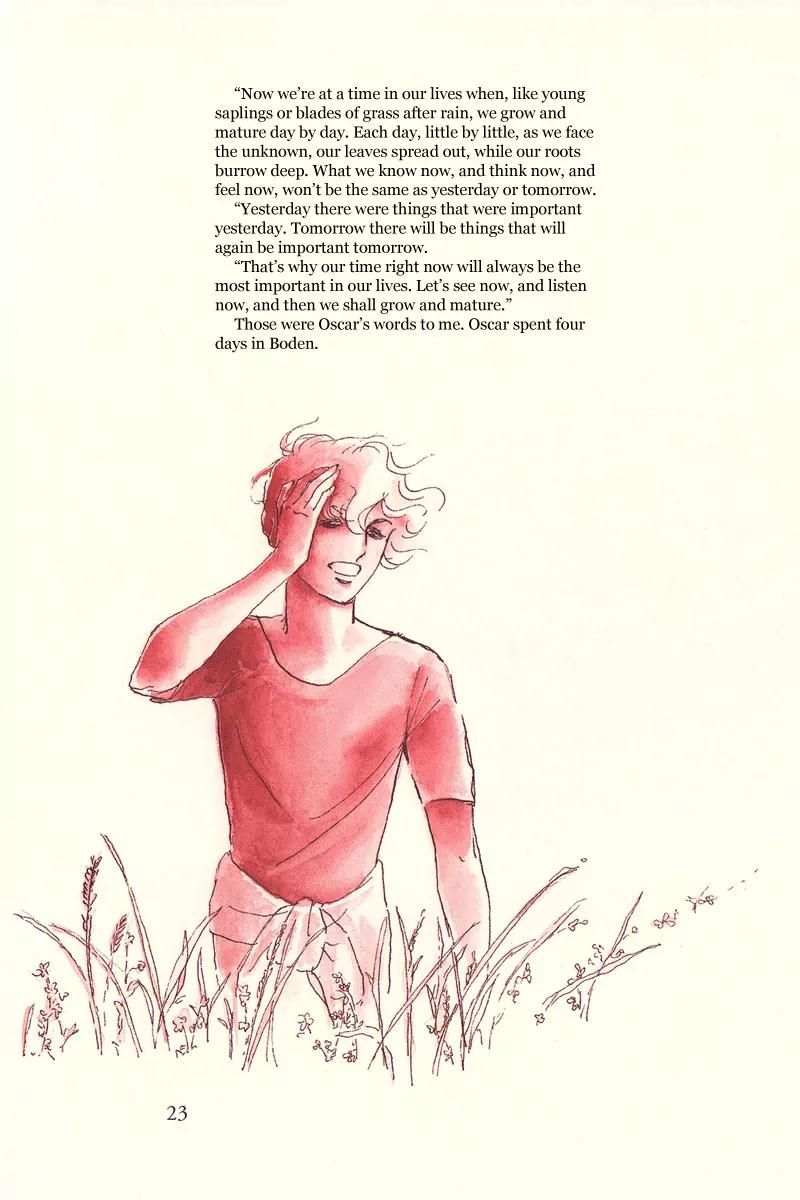 “Now we’re at a time in our lives when, like young
saplings or blades of grass after rain, we grow and
mature day by day. Each day, little by little, as we face
the unknown, our leaves spread out, while our roots
burrow deep. What we know now, and think now, and
feel now, won’t be the same as yesterday or tomorrow.
“Yesterday there were things that were important
yesterday. Tomorrow there will be things that will
again be important tomorrow.
“That’s why our time right now will always be the
most important in our lives. Let’s see now, and listen
now, and then we shall grow and mature.”
Those were Oscar’s words to me. Oscar spent four
days in Boden.
23